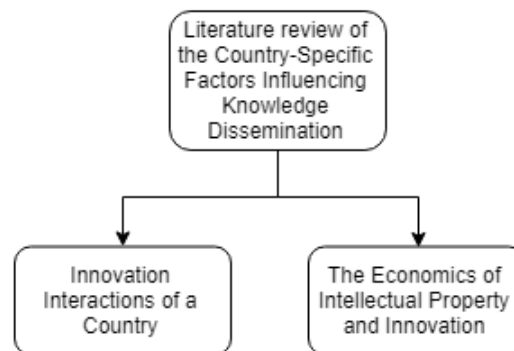 Literature review of
the Country-Specific
Factors Influencing
Knowledge
Dissemination
Innovation
Interactions of a
Country
The Economics of
Intellectual Property
and Innovation